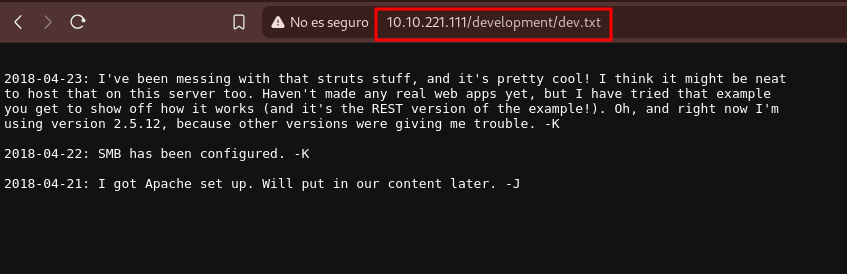 No es seguro 10.10.221.111/development/dev.txt
2018-04-23: I've been messing with that struts stuff, and it's pretty cool! I think it might be neat
to host that on this server too. Haven't made any real web apps yet, but I have tried that example
you get to show off how it works (and it's the REST version of the example!). Oh, and right now I'm
using version 2.5.12, because other versions were giving me trouble. -K
2018-04-22: SMB has been configured. -K
2018-04-21: I got Apache set up. Will put in our content later. -J